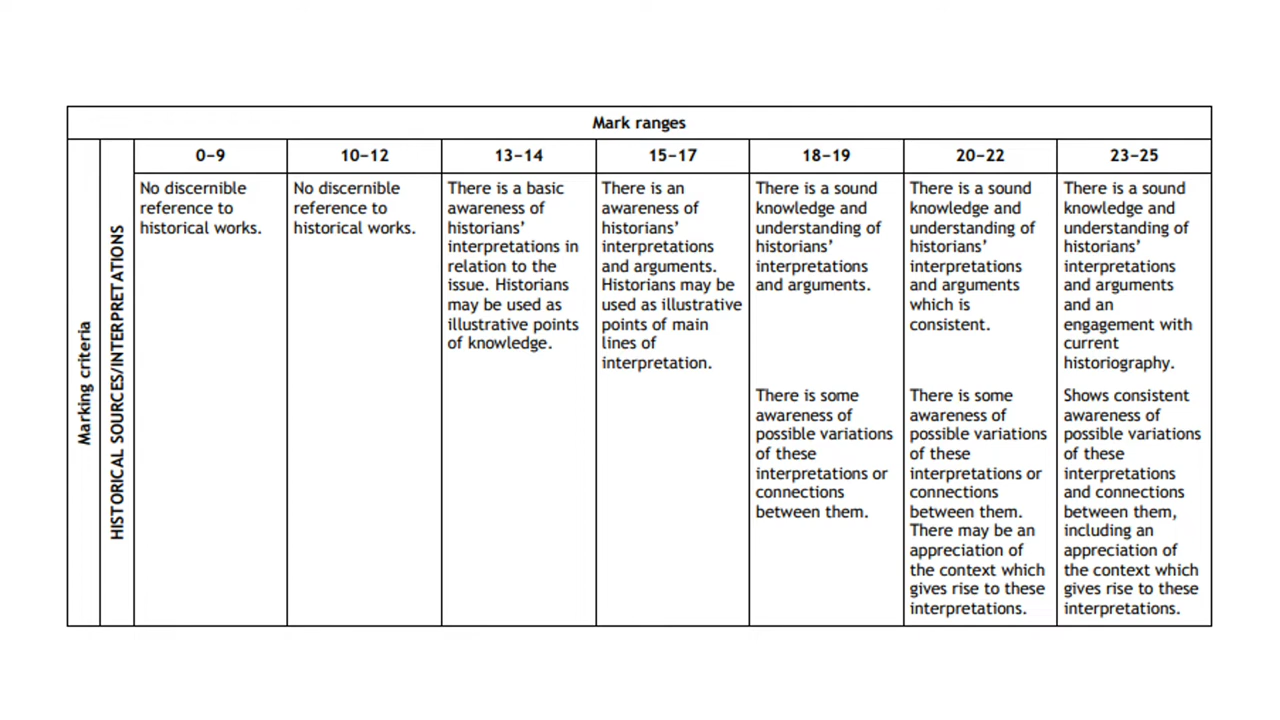 Mark ranges
Marking criteria
HISTORICAL SOURCES/INTERPRETATIONS
0–9
No discernible
reference to
historical works.
10–12
No discernible
reference to
historical works.
13–14
There is a basic
awareness of
historians’
interpretations in
relation to the
issue. Historians
may be used as
illustrative points
of knowledge.
15–17
There is an
awareness of
historians’
interpretations
and arguments.
Historians may be
used as illustrative
points of main
lines of
interpretation.
18–19
There is a sound
knowledge and
understanding of
historians’
interpretations
and arguments.
There is some
awareness of
possible variations
of these
interpretations or
connections
between them.
20–22
There is a sound
knowledge and
understanding of
historians’
interpretations
and arguments
which is
consistent.
There is some
awareness of
possible variations
of these
interpretations or
connections
between them.
There may be an
appreciation of
the context which
gives rise to these
interpretations.
23–25
There is a sound
knowledge and
understanding of
historians’
interpretations
and arguments
and an
engagement with
current
historiography.
Shows consistent
awareness of
possible variations
of these
interpretations
and connections
between them,
including an
appreciation of
the context which
gives rise to these
interpretations.